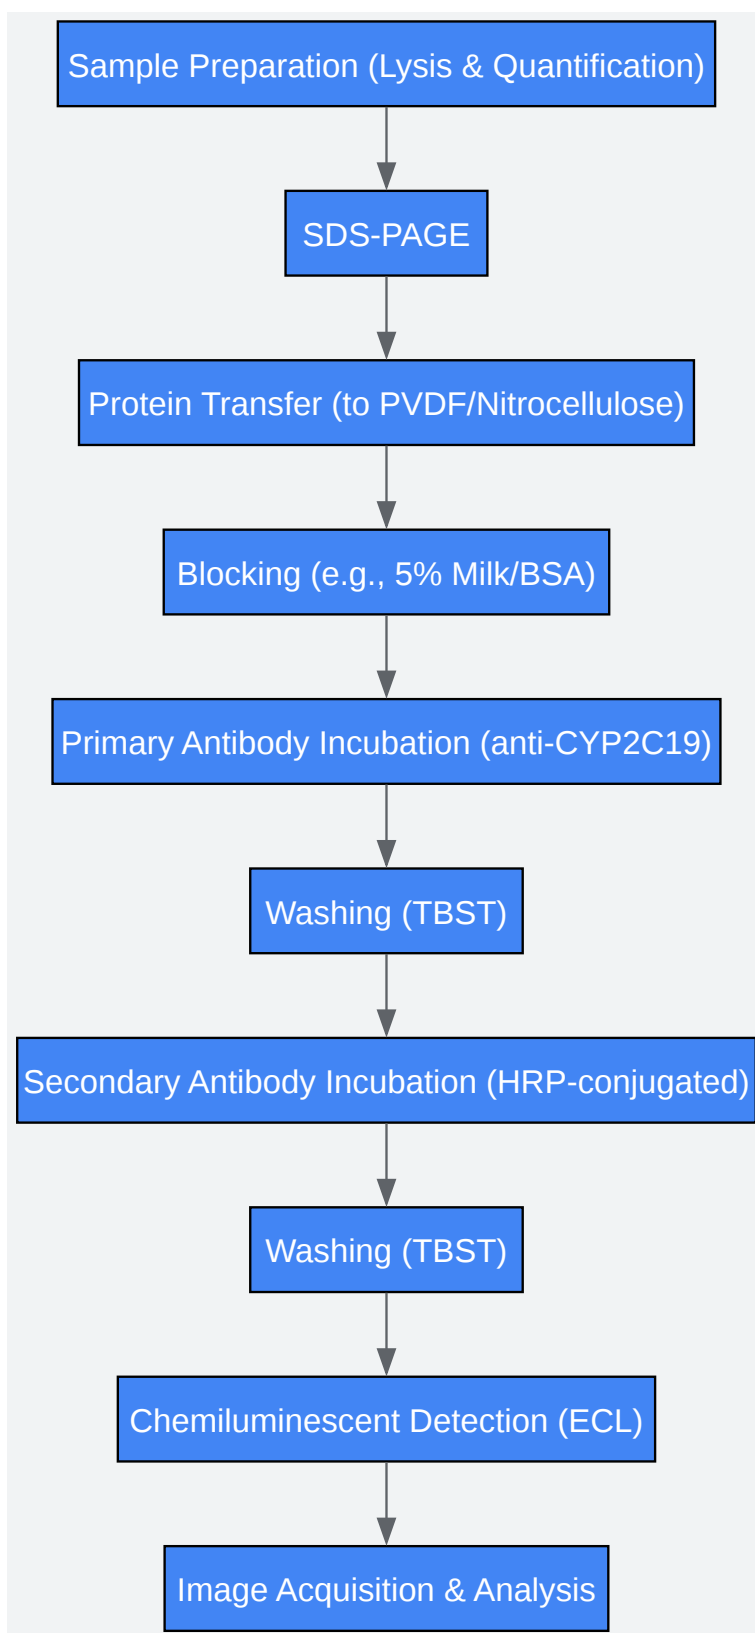 Sample Preparation (Lysis & Quantification)
SDS-PAGE
Protein Transfer (to PVDF/Nitrocellulose)
Blocking (e.g., 5% Milk/BSA)
Primary Antibody Incubation (anti-CYP2C19)
Washing (TBST)
Secondary Antibody Incubation (HRP-conjugated)
Washing (TBST)
Chemiluminescent Detection (ECL)
Image Acquisition & Analysis